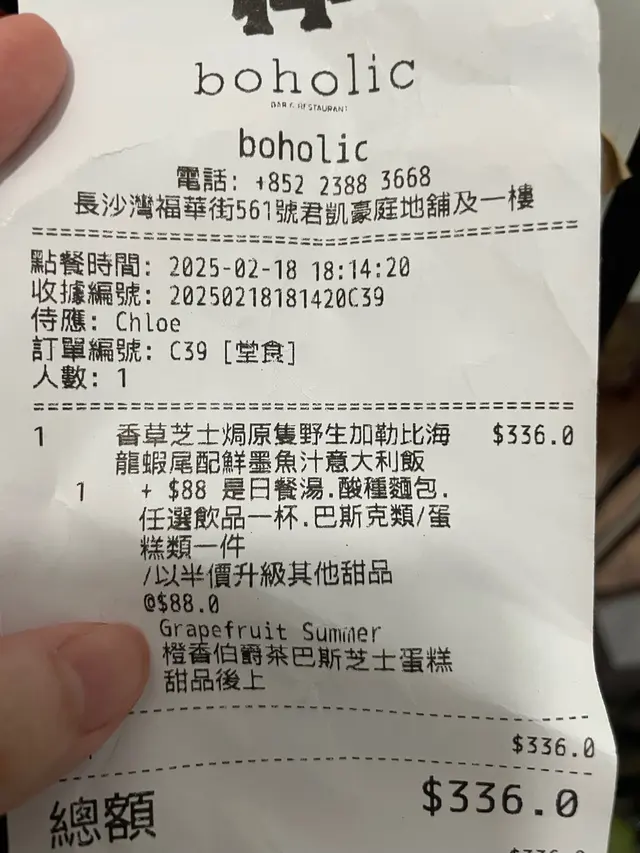 boholic
BAR & RESTAURANT
boholic
電話: +852 2388 3668
長沙灣福華街561號君凱豪庭地舖及一樓
點餐時間: 2025-02-18 18:14:20
收據編號: 20250218181420C39
侍應: Chloe
訂單編號: C39 [堂食]
人數: 1
1 香草芝士焗原隻野生加勒比海 $336.0
龍蝦尾配鮮墨魚汁意大利飯
1 + $88 是日餐湯.酸種麵包.
任選飲品一杯.巴斯克類/蛋
糕類一件
/以半價升級其他甜品
@$88.0
Grapefruit Summer
橙香伯爵茶巴斯芝士蛋糕
甜品後上
$336.0
總額 $336.0